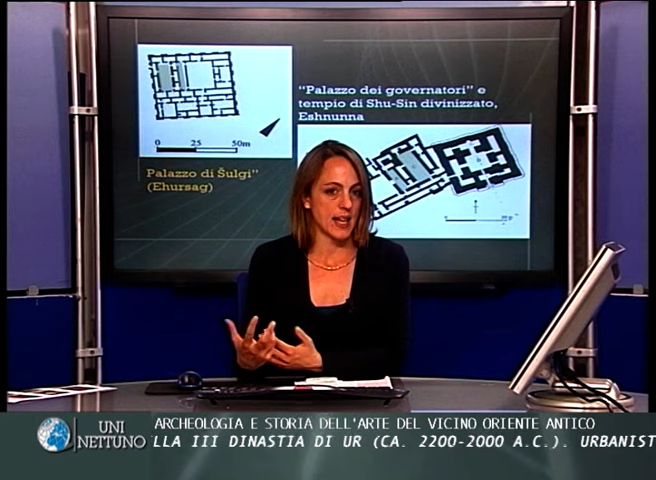 "Palazzo dei governatori" e
tempio di Shu-Sin divinizzato,
Eshnunna
0 25 50m
Palazzo di Šulgi"
(Ehursag)
UNI
NETTUNO
ARCHEOLOGIA E STORIA DELL'ARTE DEL VICINO ORIENTE ANTICO
LLA III DINASTIA DI UR (CA. 2200-2000 A.C.). URBANIST